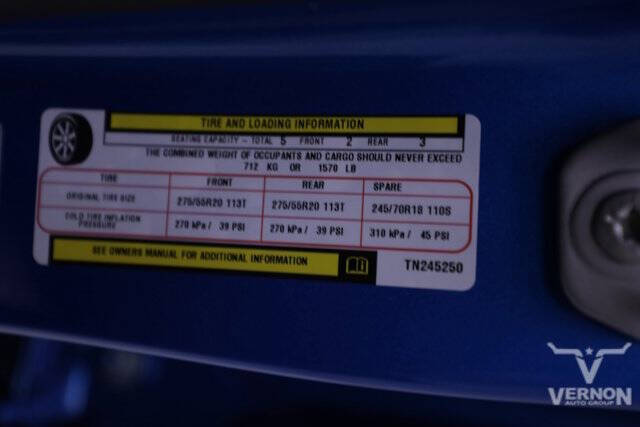 TIRE AND LOADING INFORMATION
SEATING CAPACITY - TOTAL 5 FRONT 2 REAR 3
THE COMBINED WEIGHT OF OCCUPANTS AND CARGO SHOULD NEVER EXCEED
712 KG OR 1570 LB
TIRE FRONT REAR SPARE
ORIGINAL TIRE SIZE 275/55R20 113T 275/55R20 113T 245/70R18 110S
COLD TIRE INFLATION PRESSURE 270 kPa / 39 PSI 270 kPa / 39 PSI 310 kPa / 45 PSI
SEE OWNERS MANUAL FOR ADDITIONAL INFORMATION
TN245250
VERNON
AUTO GROUP